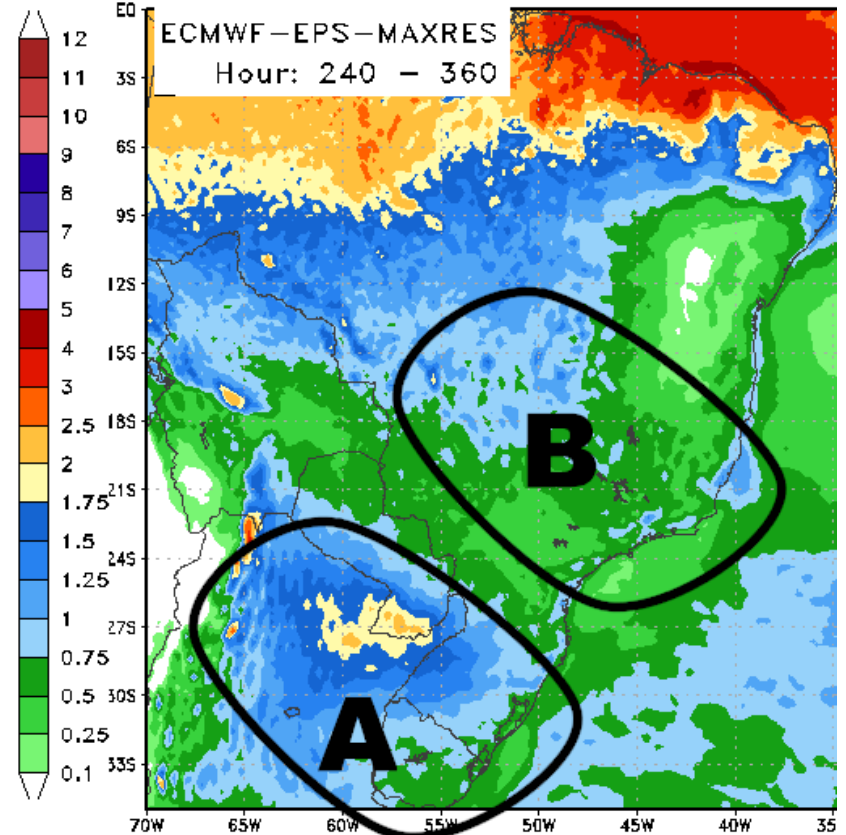 ECMWF-EPS-MAXRES
Hour: 240 - 360
12
11
10
9
8
7
6
5
4
3
2.5
2
1.75
1.5
1.25
1
0.75
0.5
0.25
0.1
EQ
3S
6S
9S
12S
15S
18S
21S
24S
27S
30S
33S
B
A
70W
65W
60W
55W
50W
45W
40W
35